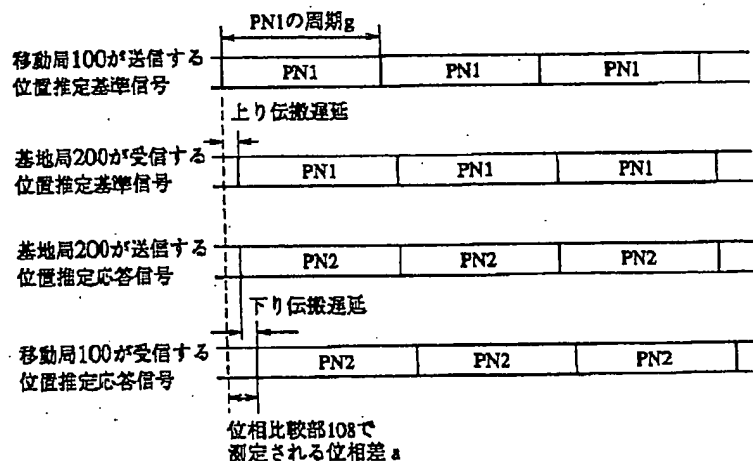 PN1の周期g
移動局100が送信する
位置推定基準信号
PN1 PN1 PN1
上り伝搬遅延
基地局200が受信する
位置推定基準信号
PN1 PN1 PN1
基地局200が送信する
位置推定応答信号
PN2 PN2 PN2
下り伝搬遅延
移動局100が受信する
位置推定応答信号
PN2 PN2 PN2
位相比較部108で
測定される位相差a